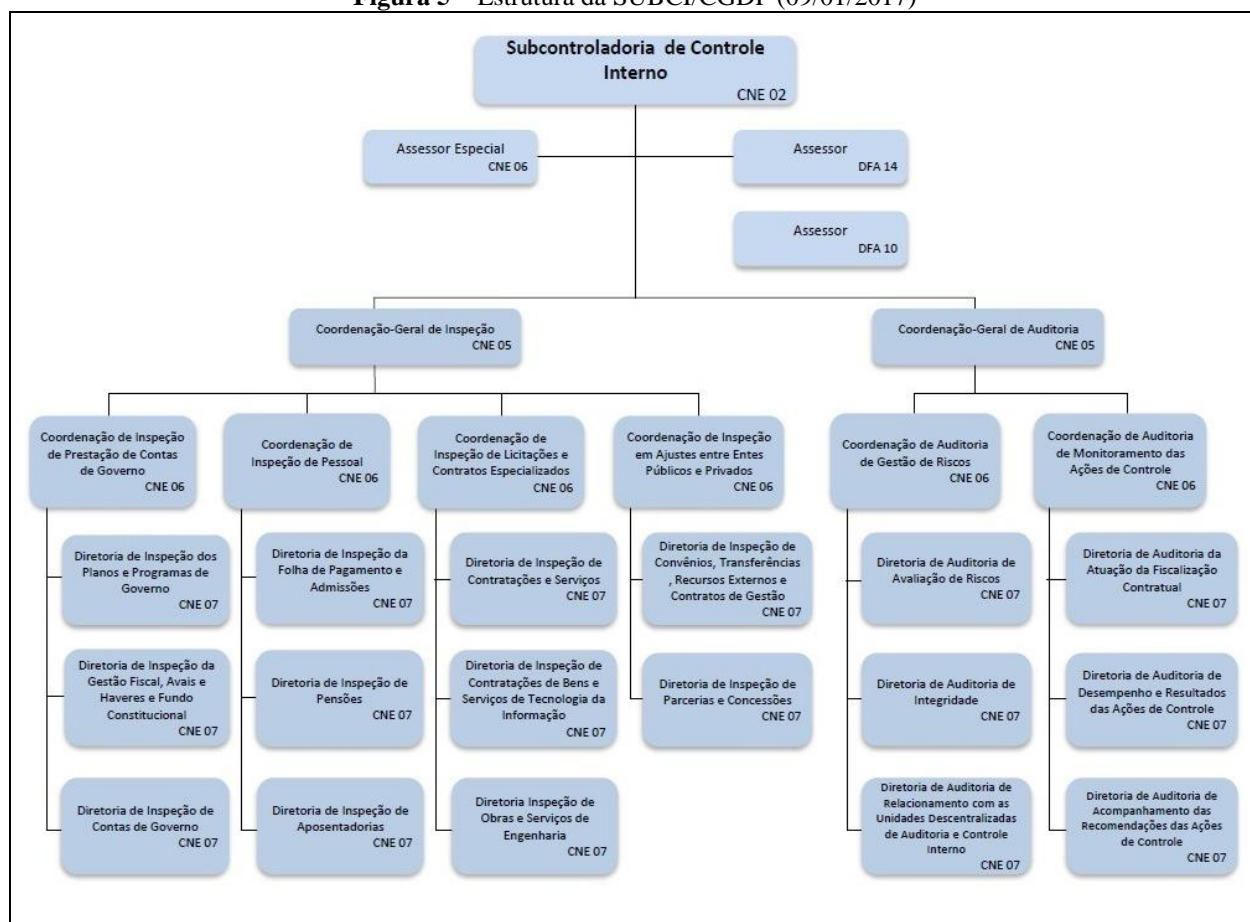 Figura 5 – Estrutura da SUBCI/CGDF (09/01/2017)
Subcontroladoria de Controle
Interno
CNE 02
Assessor Especial
CNE 06
Assessor
DFA 14
Assessor
DFA 10
Coordenação-Geral de Inspeção
CNE 05
Coordenação-Geral de Auditoria
CNE 05
Coordenação de Inspeção
de Prestação de Contas
de Governo
CNE 06
Coordenação de
Inspeção de Pessoal
CNE 06
Coordenação de
Inspeção de Licitações e
Contratos Especializados
CNE 06
Coordenação de Inspeção
em Ajustes entre Entes
Públicos e Privados
CNE 06
Coordenação de Auditoria
de Gestão de Riscos
CNE 06
Coordenação de Auditoria
de Monitoramento das
Ações de Controle
CNE 06
Diretoria de Inspeção dos
Planos e Programas de
Governo
CNE 07
Diretoria de Inspeção da
Folha de Pagamento e
Admissões
CNE 07
Diretoria de Inspeção de
Contratações e Serviços
CNE 07
Diretoria de Inspeção de
Convênios, Transferências
, Recursos Externos e
Contratos de Gestão
CNE 07
Diretoria de Auditoria de
Avaliação de Riscos
CNE 07
Diretoria de Auditoria da
Atuação da Fiscalização
Contratual
CNE 07
Diretoria de Inspeção da
Gestão Fiscal, Avais e
Haveres e Fundo
Constitucional
CNE 07
Diretoria de Inspeção de
Pensões
CNE 07
Diretoria de Inspeção de
Contratações de Bens e
Serviços de Tecnologia da
Informação
CNE 07
Diretoria de Inspeção de
Parcerias e Concessões
CNE 07
Diretoria de Auditoria de
Integridade
CNE 07
Diretoria de Auditoria de
Desempenho e Resultados
das Ações de Controle
CNE 07
Diretoria de Inspeção de
Contas de Governo
CNE 07
Diretoria de Inspeção de
Aposentadorias
CNE 07
Diretoria Inspeção de
Obras e Serviços de
Engenharia
CNE 07
Diretoria de Auditoria de
Relacionamento com as
Unidades Descentralizadas
de Auditoria e Controle
Interno
CNE 07
Diretoria de Auditoria de
Acompanhamento das
Recomendações das Ações
de Controle
CNE 07